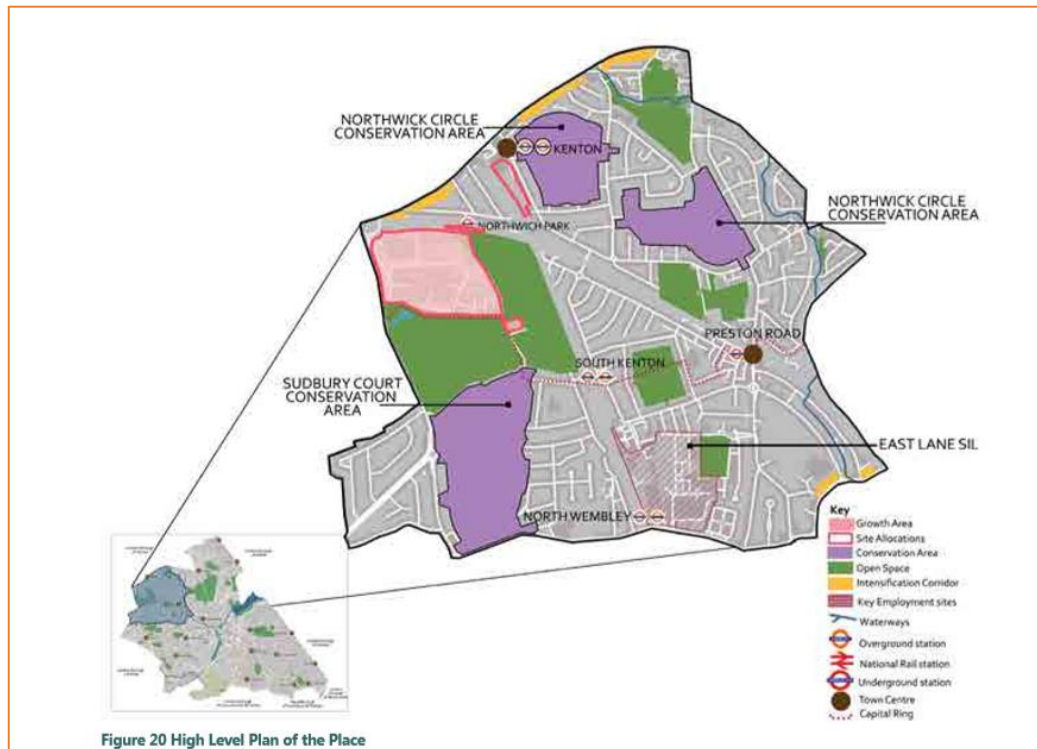 NORTHWICK CIRCLE
CONSERVATION AREA
KENTON
NORTHWICK CIRCLE
CONSERVATION AREA
NORTHWICH PARK
PRESTON ROAD
SOUTH KENTON
SUDBURY COURT
CONSERVATION
AREA
EAST LANE SIL
NORTH WEMBLEY
Key
Growth Area
Site Allocations
Conservation Area
Open Space
Intensification Corridor
Key Employment sites
Waterways
Overground station
National Rail station
Underground station
Town Centre
Capital Ring
Figure 20 High Level Plan of the Place